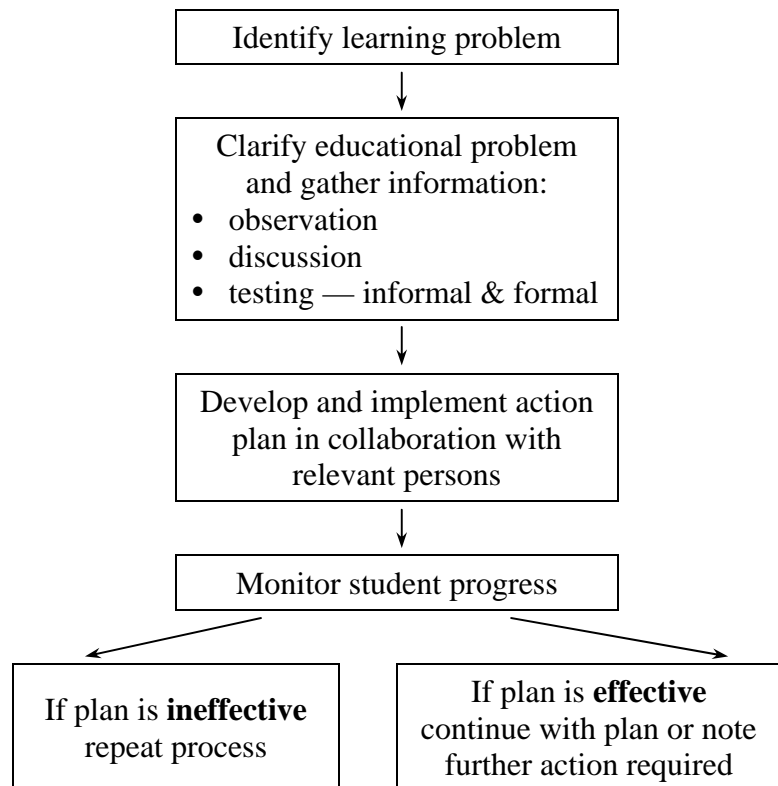 Identify learning problem
Clarify educational problem
and gather information:
• observation
• discussion
• testing — informal & formal
Develop and implement action
plan in collaboration with
relevant persons
Monitor student progress
If plan is ineffective
repeat process
If plan is effective
continue with plan or note
further action required